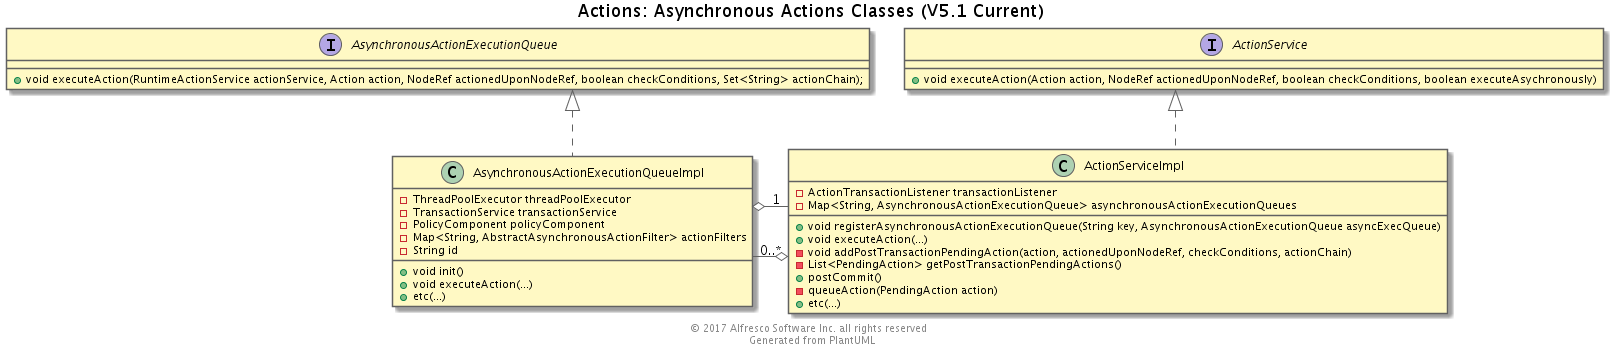 Actions: Asynchronous Actions Classes (V5.1 Current)
I AsynchronousActionExecutionQueue
void executeAction(RuntimeActionService actionService, Action action, NodeRef actionedUponNodeRef, boolean checkConditions, Set<String> actionChain);
I ActionService
void executeAction(Action action, NodeRef actionedUponNodeRef, boolean checkConditions, boolean executeAsychronously)
C AsynchronousActionExecutionQueueImpl
ThreadPoolExecutor threadPoolExecutor
TransactionService transactionService
PolicyComponent policyComponent
Map<String, AbstractAsynchronousActionFilter> actionFilters
String id
void init()
void executeAction(...)
etc(...)
1
0..*
C ActionServiceImpl
ActionTransactionListener transactionListener
Map<String, AsynchronousActionExecutionQueue> asynchronousActionExecutionQueues
void registerAsynchronousActionExecutionQueue(String key, AsynchronousActionExecutionQueue asyncExecQueue)
void executeAction(...)
void addPostTransactionPendingAction(action, actionedUponNodeRef, checkConditions, actionChain)
List<PendingAction> getPostTransactionPendingActions()
postCommit()
queueAction(PendingAction action)
etc(...)
© 2017 Alfresco Software Inc. all rights reserved
Generated from PlantUML